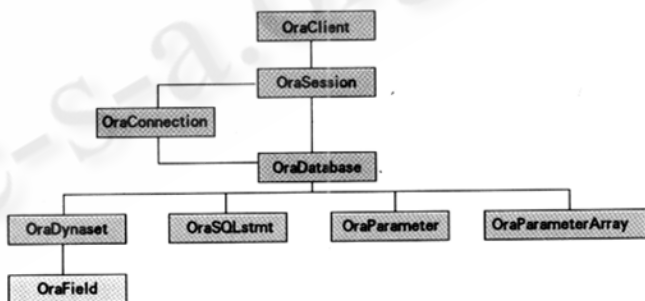 OraClient
OraSession
OraConnection
OraDatabase
OraDynaset
OraSQLstmt
OraParameter
OraParameterArray
OraField